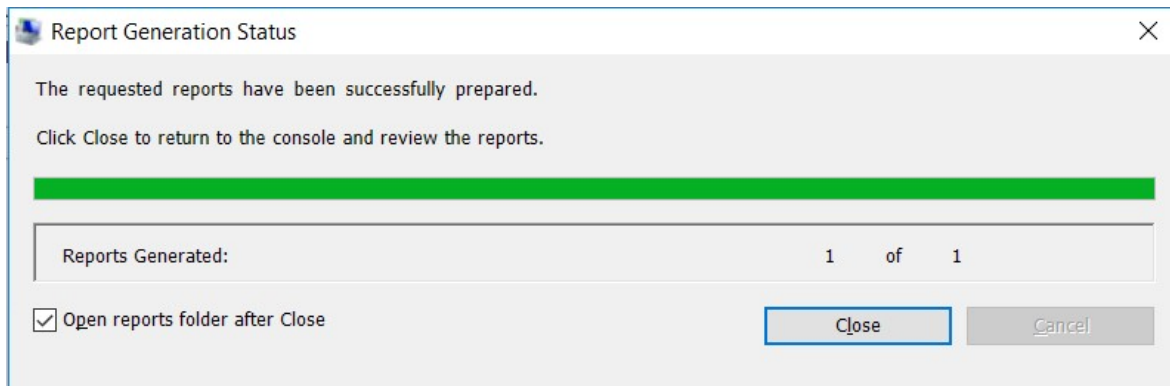 Report Generation Status
The requested reports have been successfully prepared.
Click Close to return to the console and review the reports.
Reports Generated: 1 of 1
Open reports folder after Close
Close Cancel